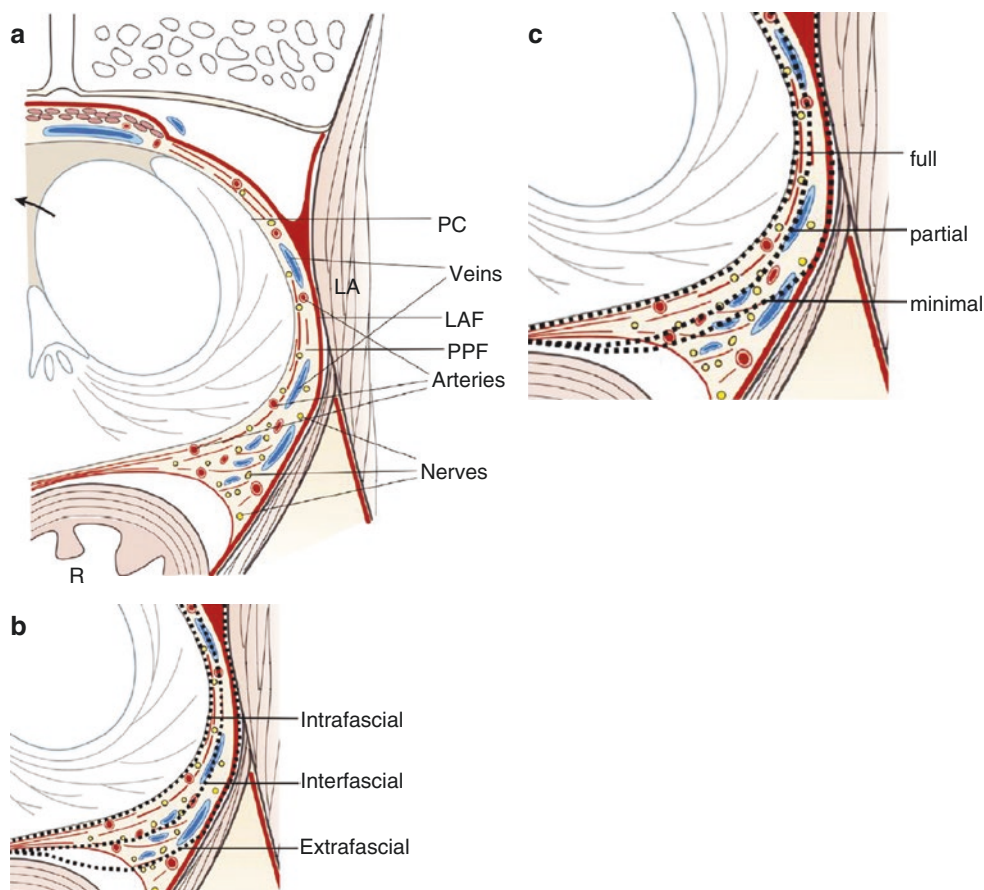 a
PC
Veins
LA
LAF
PPF
Arteries
Nerves
R
b
Intrafascial
Interfascial
Extrafascial
c
full
partial
minimal